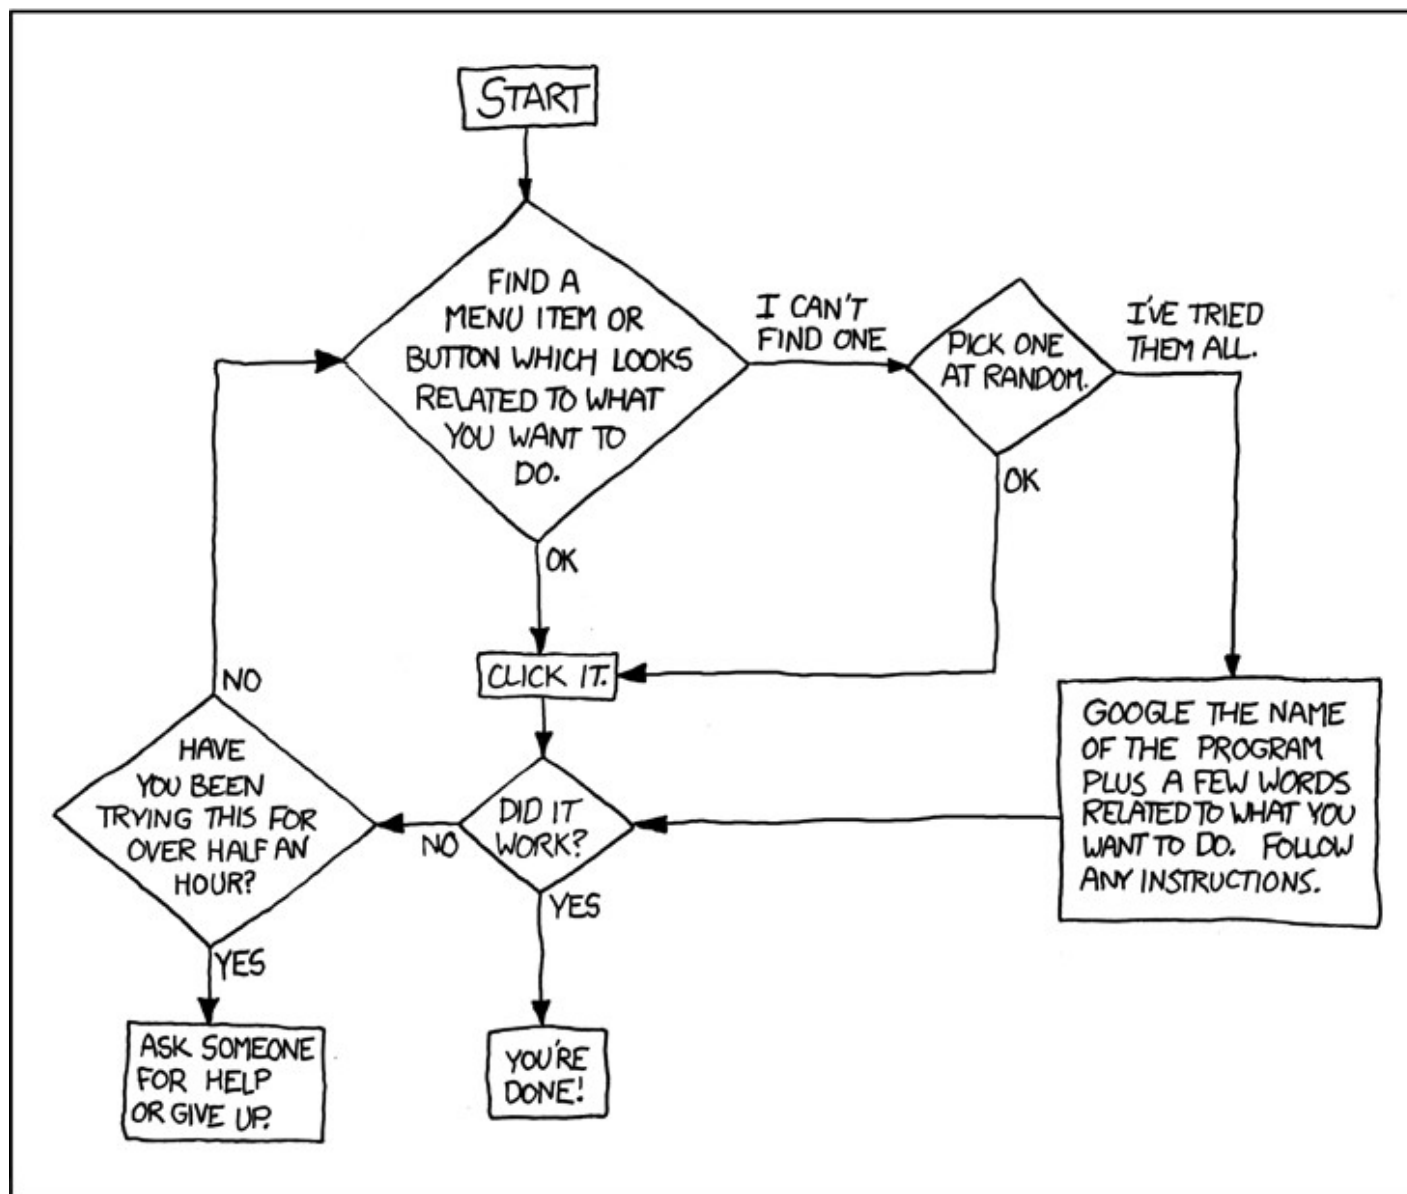 START
FIND A
MENU ITEM OR
BUTTON WHICH LOOKS
RELATED TO WHAT
YOU WANT TO
DO.
I CAN'T
FIND ONE
PICK ONE
AT RANDOM.
I'VE TRIED
THEM ALL.
OK
OK
CLICK IT.
NO
HAVE
YOU BEEN
TRYING THIS FOR
OVER HALF AN
HOUR?
NO
DID IT
WORK?
GOOGLE THE NAME
OF THE PROGRAM
PLUS A FEW WORDS
RELATED TO WHAT YOU
WANT TO DO. FOLLOW
ANY INSTRUCTIONS.
YES
YES
ASK SOMEONE
FOR HELP
OR GIVE UP.
YOU'RE
DONE!